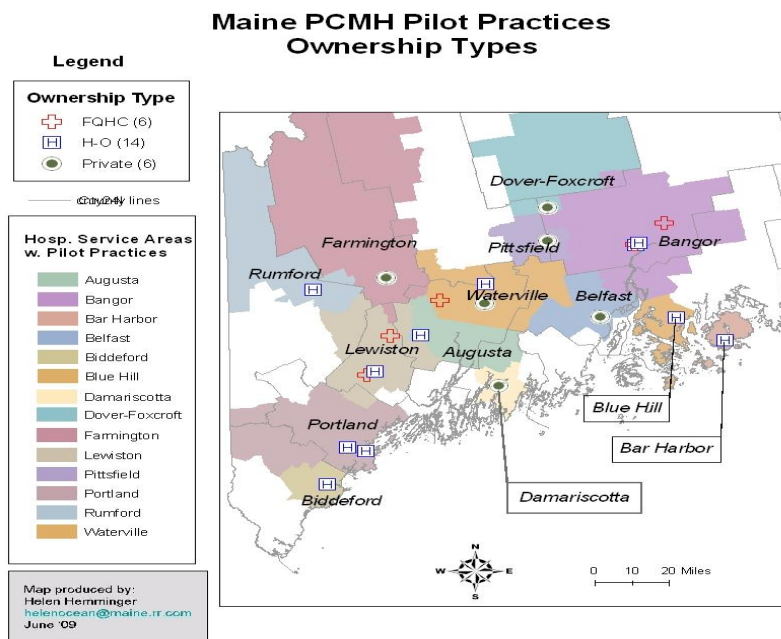 Maine PCMH Pilot Practices
Ownership Types
Legend
Ownership Type
FQHC (6)
H-O (14)
Private (6)
lines
Hosp. Service Areas
w. Pilot Practices
Augusta
Bangor
Bar Harbor
Belfast
Biddeford
Blue Hill
Damariscotta
Dover-Foxcroft
Farmington
Lewiston
Pittsfield
Portland
Rumford
Waterville
Map produced by:
Helen Hemminger
helenocean@maine.rr.com
June '09
Dover-Foxcroft
Farmington
Pittsfield
Bangor
Rumford
Waterville
Belfast
Lewiston
Augusta
Blue Hill
Portland
Bar Harbor
Biddeford
Damariscotta
N
W E
S
0 10 20 Miles
H
H
H
H
H
H
H
H
H
H
H